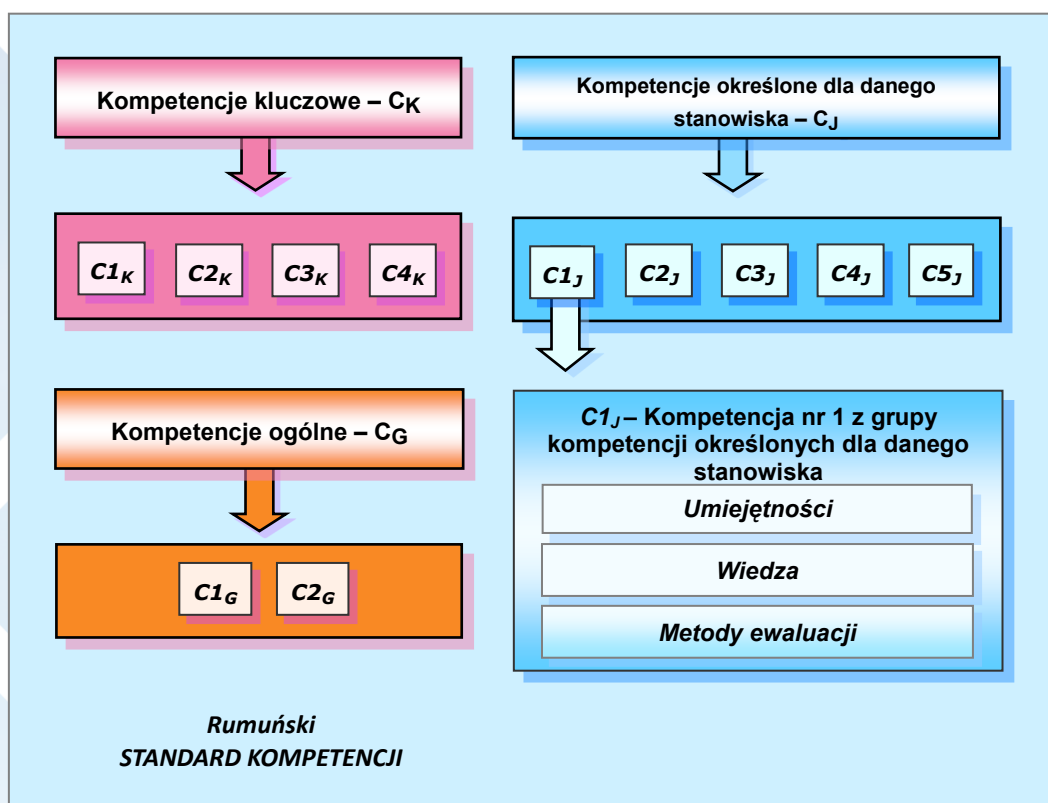 Kompetencje kluczowe – CK
C1K C2K C3K C4K
Kompetencje ogólne – CG
C1G C2G
Rumuński
STANDARD KOMPETENCJI
Kompetencje określone dla danego
stanowiska – CJ
C1J C2J C3J C4J C5J
C1J – Kompetencja nr 1 z grupy
kompetencji określonych dla danego
stanowiska
Umiejętności
Wiedza
Metody ewaluacji